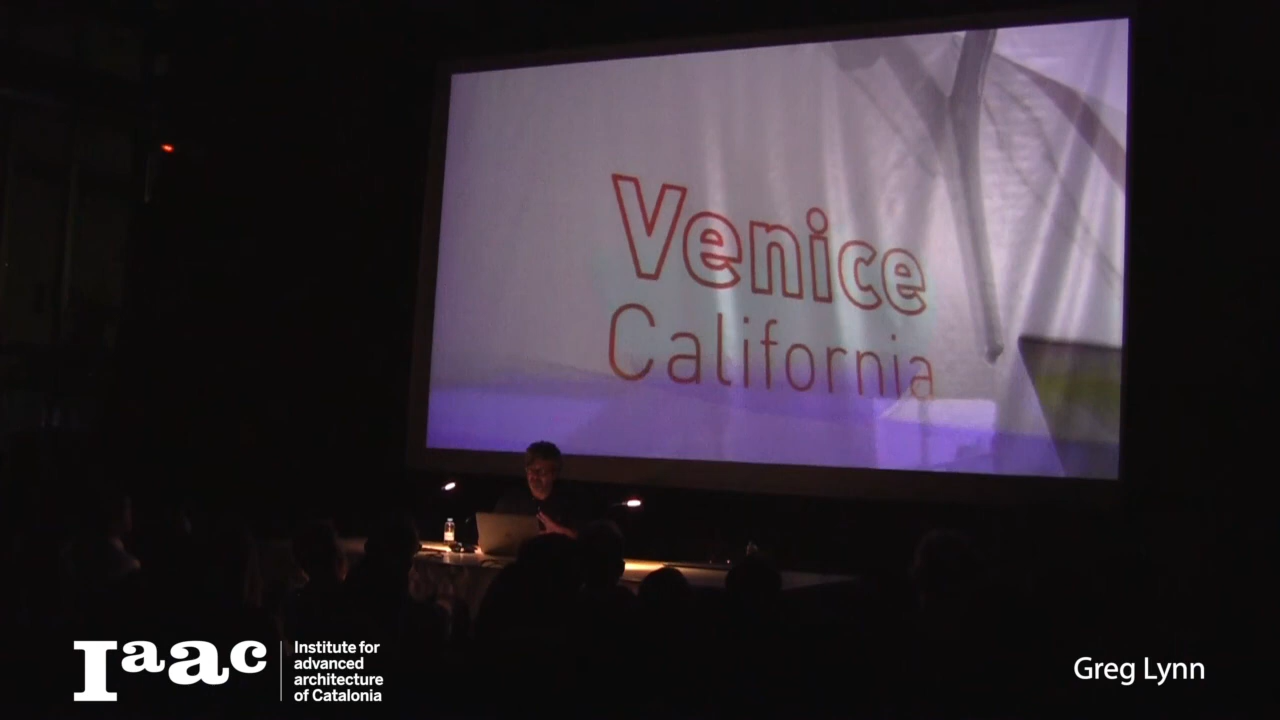 Venice
California
Iaac
Institute for
advanced
architecture
of Catalonia
Greg Lynn